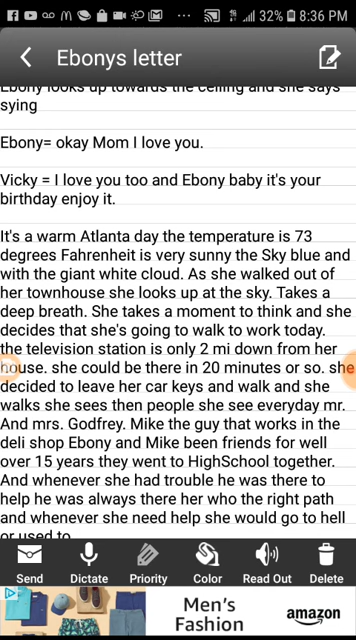 32% 8:36 PM
Ebonys letter
Ebony looks up towards the ceiling and she says
sying
Ebony= okay Mom I love you.
Vicky = I love you too and Ebony baby it's your
birthday enjoy it.
It's a warm Atlanta day the temperature is 73
degrees Fahrenheit is very sunny the Sky blue and
with the giant white cloud. As she walked out of
her townhouse she looks up at the sky. Takes a
deep breath. She takes a moment to think and she
decides that she's going to walk to work today.
the television station is only 2 mi down from her
house. she could be there in 20 minutes or so. she
decided to leave her car keys and walk and she
walks she sees then people she see everyday mr.
And mrs. Godfrey. Mike the guy that works in the
deli shop Ebony and Mike been friends for well
over 15 years they went to HighSchool together.
And whenever she had trouble he was there to
help he was always there her who the right path
and whenever she need help she would go to hell
or used to
Send Dictate Priority Color Read Out Delete
Men's
Fashion
amazon